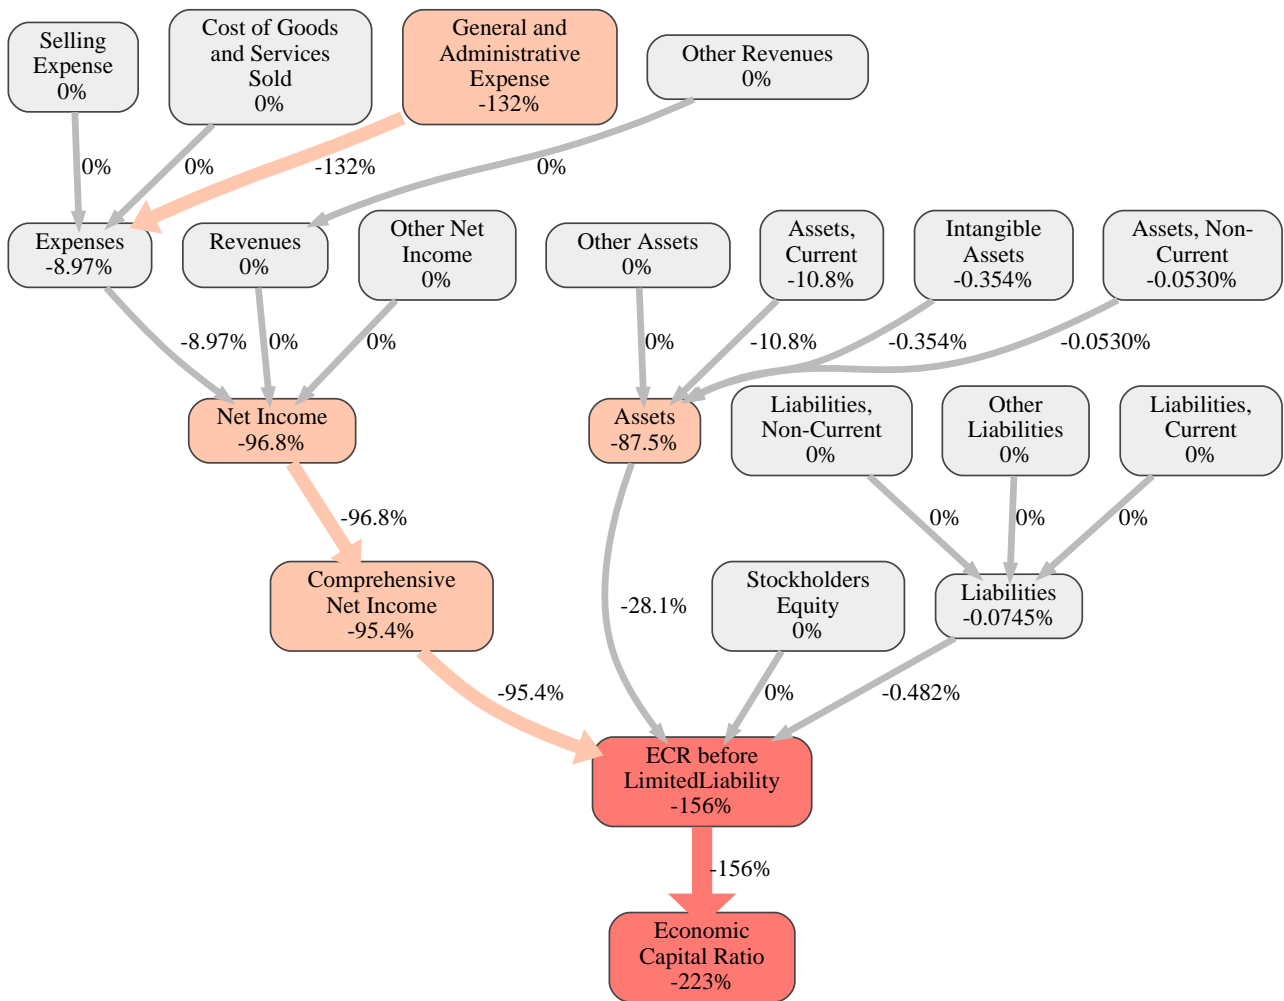 Selling
Expense
0%
Cost of Goods
and Services
Sold
0%
General and
Administrative
Expense
-132%
Other Revenues
0%
0%
0%
-132%
0%
Expenses
-8.97%
Revenues
0%
Other Net
Income
0%
Other Assets
0%
Assets,
Current
-10.8%
Intangible
Assets
-0.354%
Assets, Non-
Current
-0.0530%
-8.97%
0%
0%
0%
-10.8%
-0.354%
-0.0530%
Net Income
-96.8%
Assets
-87.5%
Liabilities,
Non-Current
0%
Other
Liabilities
0%
Liabilities,
Current
0%
-96.8%
0%
0%
0%
Comprehensive
Net Income
-95.4%
-28.1%
Stockholders
Equity
0%
Liabilities
-0.0745%
-95.4%
0%
-0.482%
ECR before
LimitedLiability
-156%
-156%
Economic
Capital Ratio
-223%